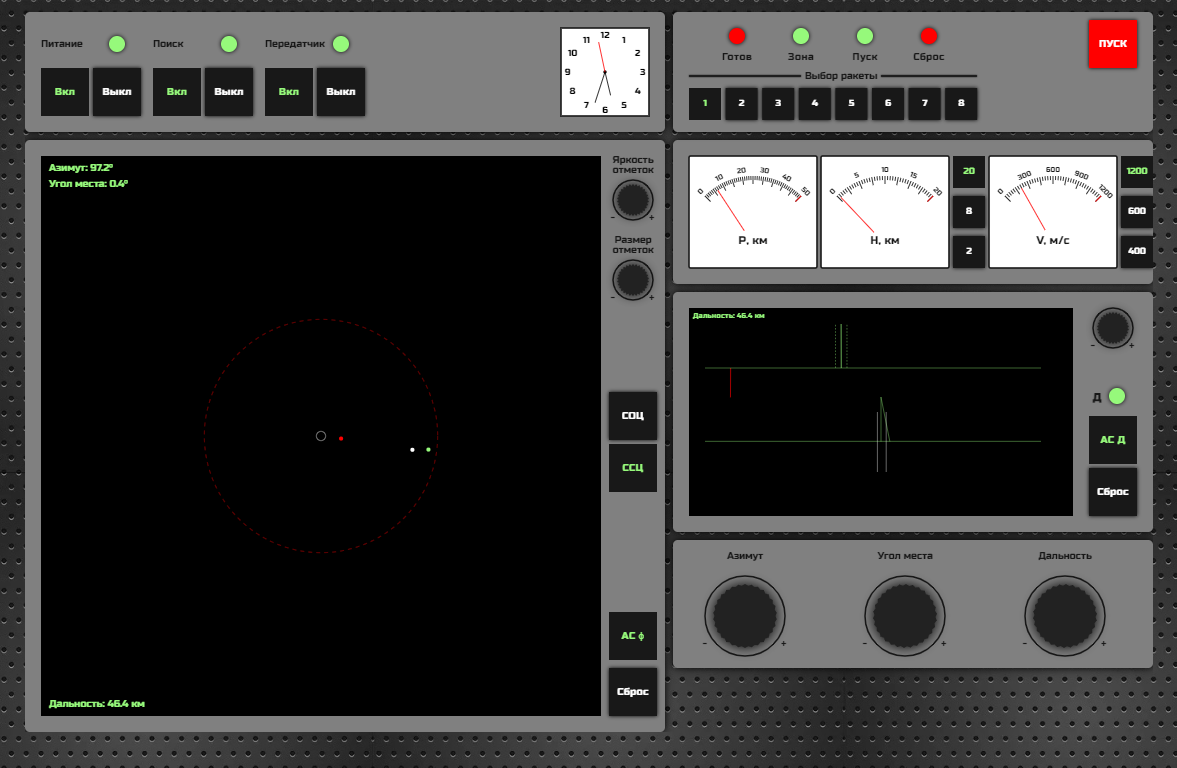 Питание
Поиск
Передатчик
Вкл
Выкл
Вкл
Выкл
Вкл
Выкл
12
1
2
3
4
5
6
7
8
9
10
11
Готов
Зона
Пуск
Сброс
Выбор ракеты
1
2
3
4
5
6
7
8
ПУСК
Азимут: 97.2°
Угол места: 0.4°
Дальность: 46.4 км
Яркость
отметок
- +
Размер
отметок
- +
СОЦ
ССЦ
АС ϕ
Сброс
0 10 20 30 40 50
Р, км
0 5 10 15 20
Н, км
20
8
2
0 300 600 900 1200
V, м/с
1200
600
400
Дальность: 46.4 км
- +
Д
АС Д
Сброс
Азимут
- +
Угол места
- +
Дальность
- +